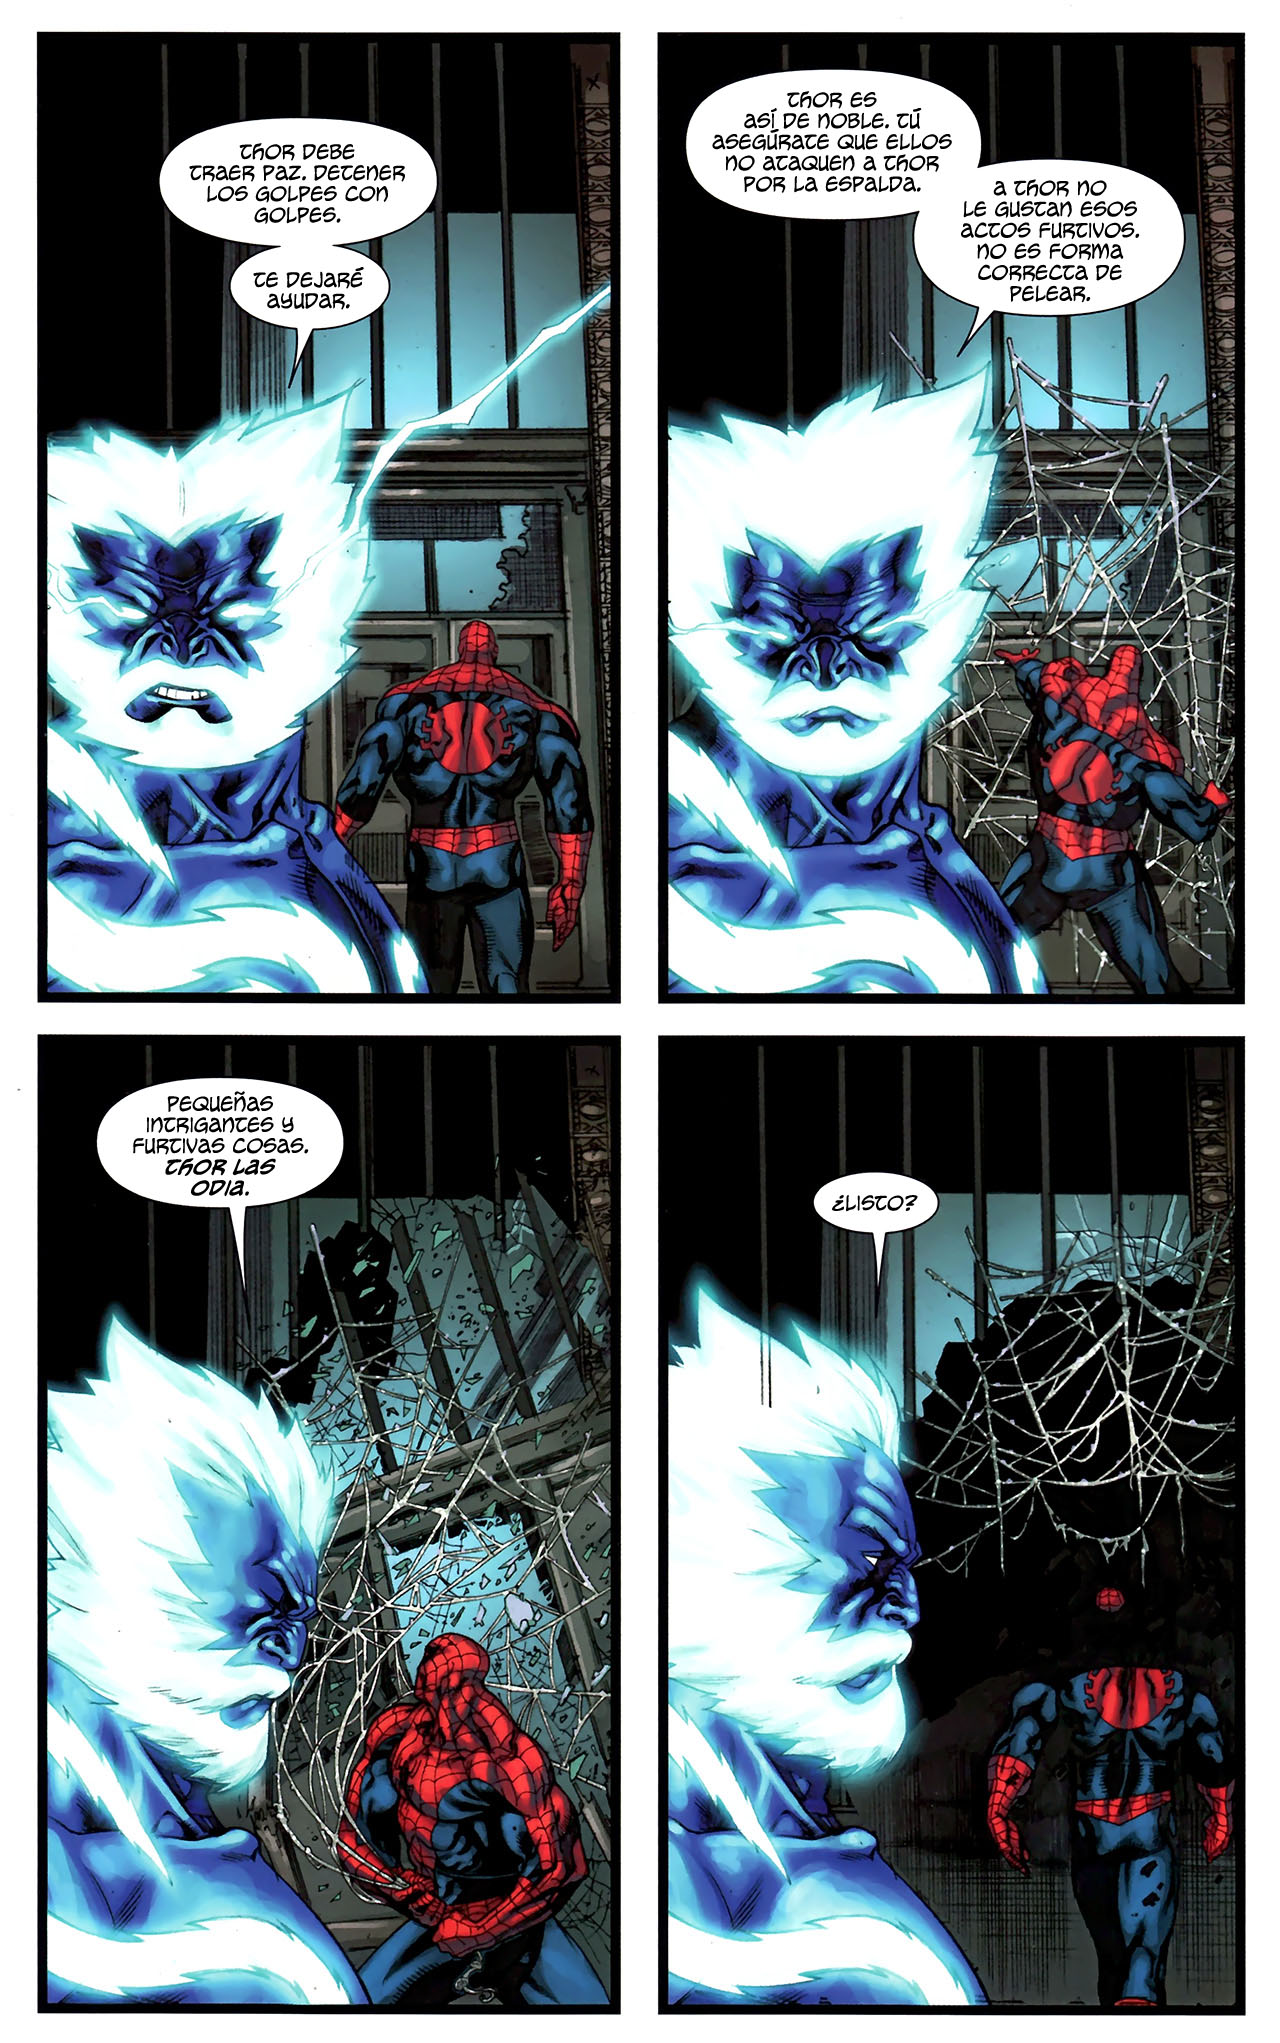 THOR DEBE
TRAER PAZ. DETENER
LOS GOLPES CON
GOLPES.
TE DEJARÉ
AYUDAR.
THOR ES
ASÍ DE NOBLE. TÚ
ASEGÚRATE QUE ELLOS
NO ATAQUEN A THOR
POR LA ESPALDA.
A THOR NO
LE GUSTAN ESOS
ACTOS FURTIVOS.
NO ES FORMA
CORRECTA DE
PELEAR.
PEQUEÑAS
INTRIGANTES Y
FURTIVAS COSAS.
THOR LAS
ODIA.
¿LISTO?